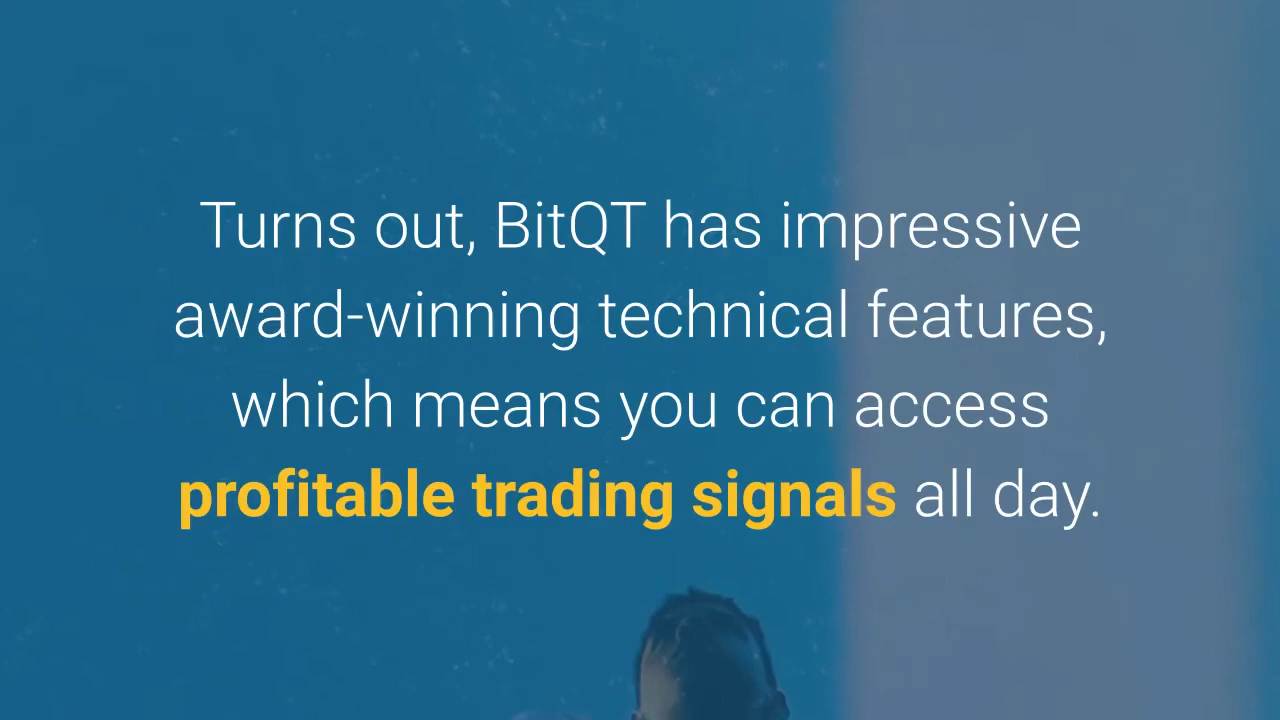 Turns out, BitQT has impressive
award-winning technical features,
which means you can access
profitable trading signals all day.